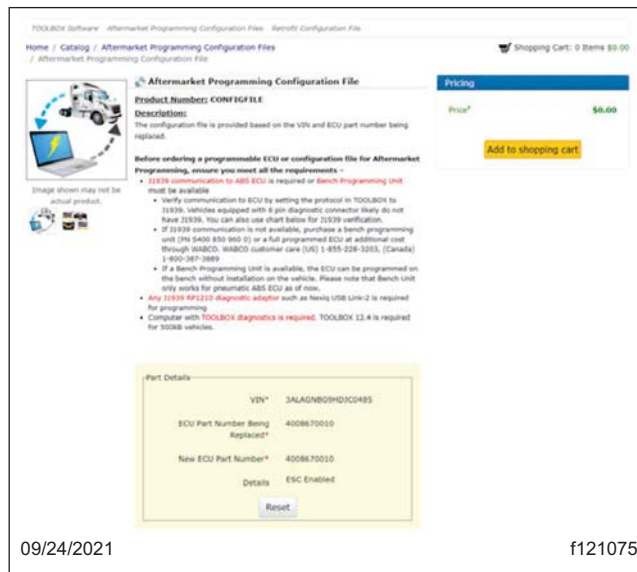 TOOLBOX Software Aftermarket Programming Configuration Files Retrofit Configuration File
Home / Catalog / Aftermarket Programming Configuration Files
/ Aftermarket Programming Configuration File
Shopping Cart: 0 Items $0.00
Aftermarket Programming Configuration File
Product Number: CONFIGFILE
Description:
The configuration file is provided based on the VIN and ECU part number being
replaced.
Before ordering a programmable ECU or configuration file for Aftermarket
Programming, ensure you meet all the requirements –
• J1939 communication to ABS ECU is required or Bench Programming Unit
must be available
• Verify communication to ECU by setting the protocol in TOOLBOX to
J1939. Vehicles equipped with 6 pin diagnostic connector likely do not
have J1939. You can also use chart below for J1939 verification.
• If J1939 communication is not available, purchase a bench programming
unit (PN S400 850 960 0) or a full programmed ECU at additional cost
through WABCO. WABCO customer care (US) 1-855-228-3203, (Canada)
1-800-387-3889
• If a Bench Programming Unit is available, the ECU can be programmed on
the bench without installation on the vehicle. Please note that Bench Unit
only works for pneumatic ABS ECU as of now.
• Any J1939 RP1210 diagnostic adaptor such as Nexiq USB Link-2 is required
for programming
• Computer with TOOLBOX diagnostics is required. TOOLBOX 12.4 is required
for 500kB vehicles.
Image shown may not be
actual product.
Pricing
Price* $0.00
Add to shopping cart
Part Details
VIN*
ECU Part Number Being 4008670010
Replaced*
New ECU Part Number* 4008670010
Details ESC Enabled
Reset
09/24/2021 f121075